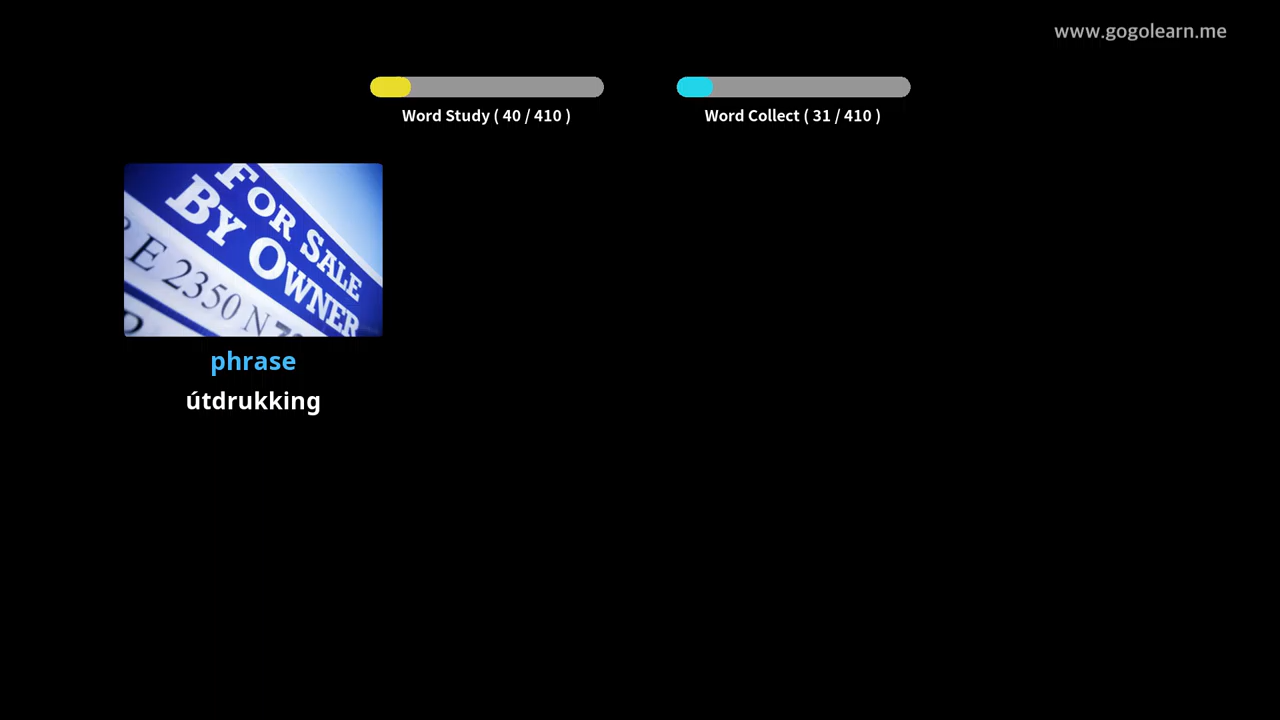 www.gogolearn.me
Word Study ( 40 / 410 )
Word Collect ( 31 / 410 )
FOR SALE
BY OWNER
E 2350 N
phrase
útdrukking